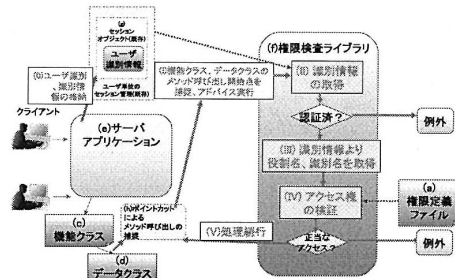 (g)
セッション
オブジェクト(既存)
ユーザ
識別情報
ユーザ単位の
セッション管理(既存)
(b)ユーザ識別
、識別情
報の格納
クライアント
(e)サーバ
アプリケーション
(c)
機能クラス
(d)
データクラス
(h)ポイントカット
による
メソッド呼び出しの
捕捉
(I)機能クラス、データクラスの
メソッド呼び出し開始点を
捕捉、アドバイス実行
(f)権限検査ライブラリ
(II) 識別情報
の取得
認証済?
例外
(III) 識別情報より
役割名、識別名を取得
(IV) アクセス権
の検証
(a)
権限定義
ファイル
正当な
アクセス?
例外
(V)処理続行